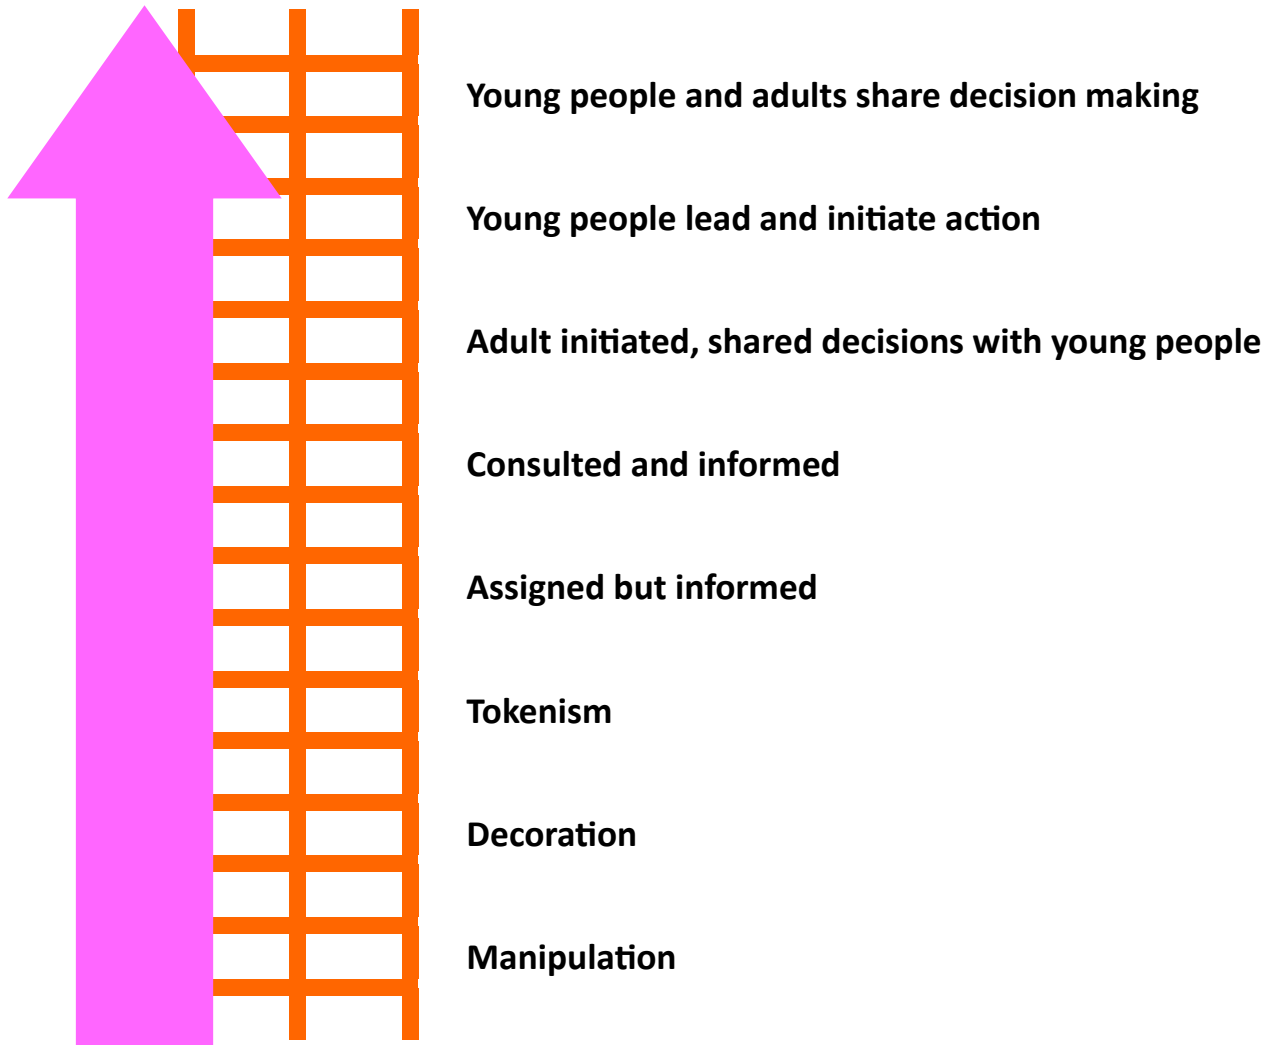 Young people and adults share decision making
Young people lead and initiate action
Adult initiated, shared decisions with young people
Consulted and informed
Assigned but informed
Tokenism
Decoration
Manipulation